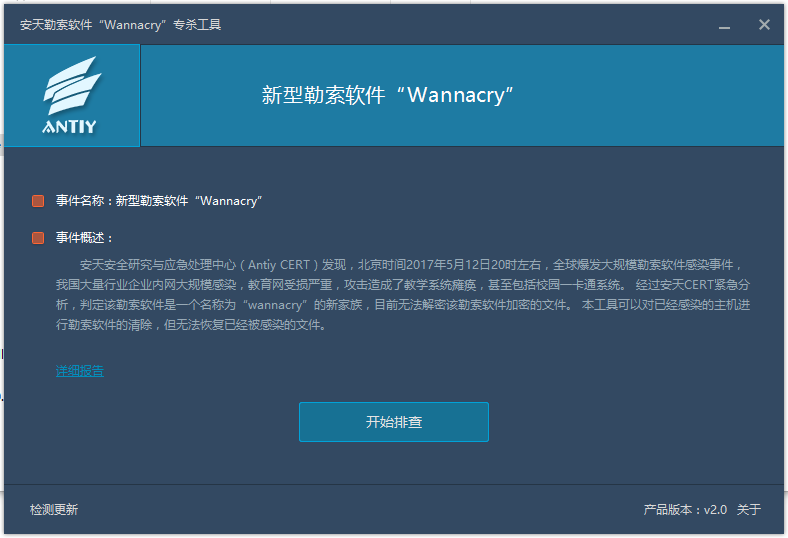 安天勒索软件“Wannacry”专杀工具
ANTIY
新型勒索软件“Wannacry”
事件名称：新型勒索软件“Wannacry”
事件概述：
安天安全研究与应急处理中心（Antiy CERT）发现，北京时间2017年5月12日20时左右，全球爆发大规模勒索软件感染事件，
我国大量行业企业内网大规模感染，教育网受损严重，攻击造成了教学系统瘫痪，甚至包括校园一卡通系统。 经过安天CERT紧急分
析，判定该勒索软件是一个名称为“wannacry”的新家族，目前无法解密该勒索软件加密的文件。 本工具可以对已经感染的主机进
行勒索软件的清除，但无法恢复已经被感染的文件。
详细报告
开始排查
检测更新
产品版本：v2.0 关于